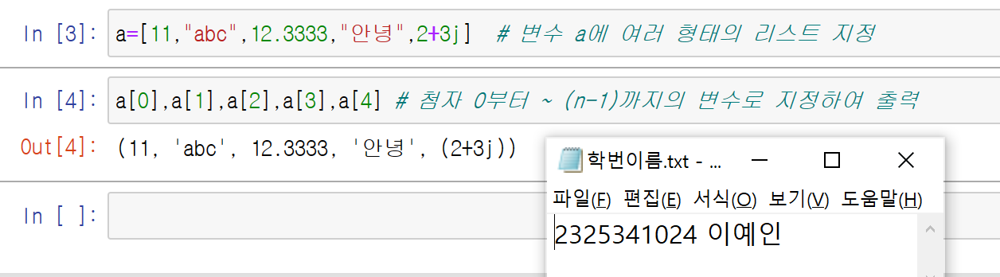 In [3]: a=[11,"abc",12.3333,"안녕",2+3j]  # 변수 a에 여러 형태의 리스트 지정
In [4]: a[0],a[1],a[2],a[3],a[4] # 첨자 0부터 ~ (n-1)까지의 변수로 지정하여 출력
Out[4]: (11, 'abc', 12.3333, '안녕', (2+3j))
In [ ]:
학번이름.txt - ...
파일(F) 편집(E) 서식(O) 보기(V) 도움말(H)
2325341024 이예인